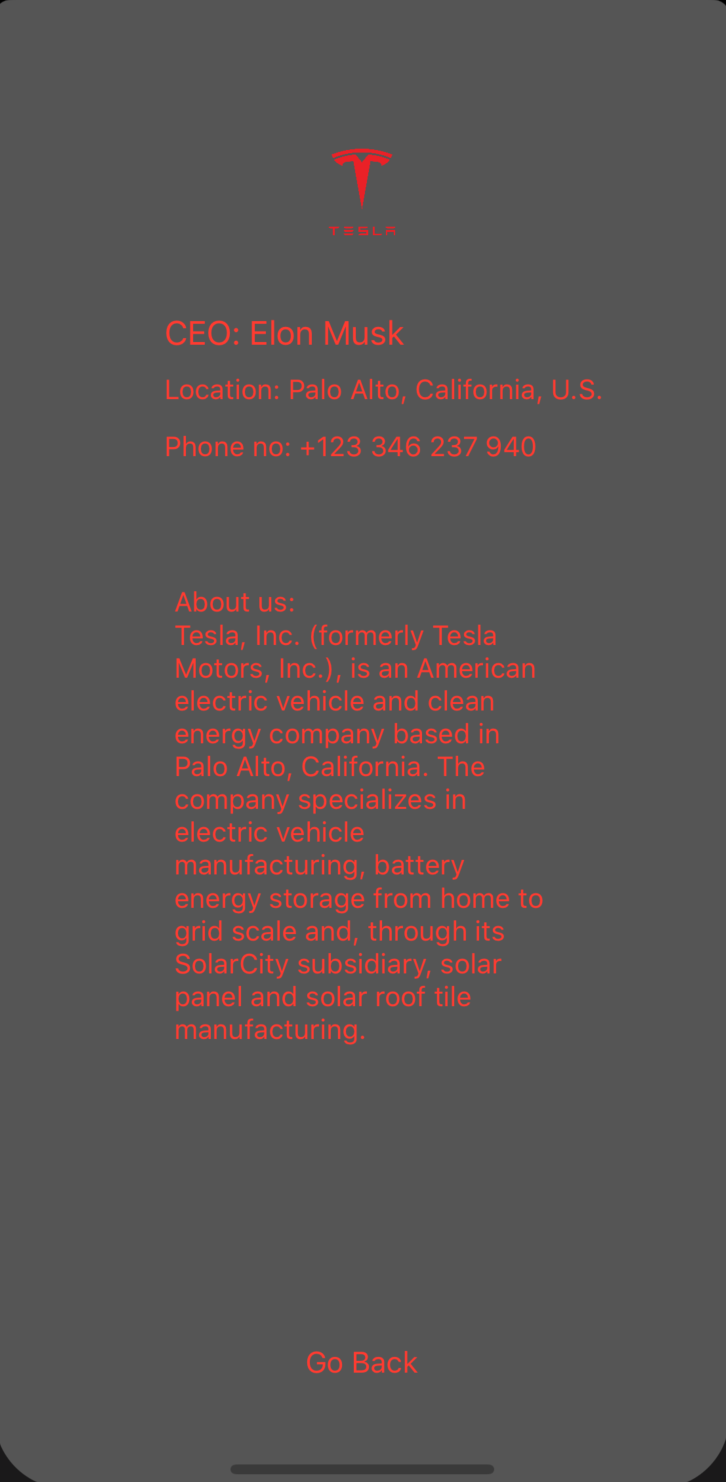 TESLA
CEO: Elon Musk
Location: Palo Alto, California, U.S.
Phone no: +123 346 237 940
About us:
Tesla, Inc. (formerly Tesla
Motors, Inc.), is an American
electric vehicle and clean
energy company based in
Palo Alto, California. The
company specializes in
electric vehicle
manufacturing, battery
energy storage from home to
grid scale and, through its
SolarCity subsidiary, solar
panel and solar roof tile
manufacturing.
Go Back